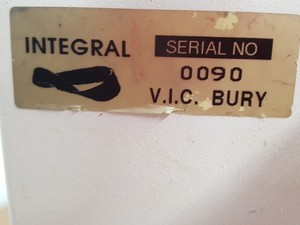 INTEGRAL
SERIAL NO
0090
V.I.C. BURY